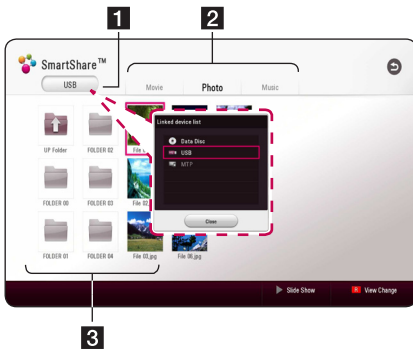 1
2
SmartShare™
USB
Movie
Photo
Music
Linked device list
Data Disc
USB
MTP
Close
UP Folder
FOLDER 02
FOLDER 00
FOLDER 03
File 02.jpg
FOLDER 01
FOLDER 04
File 03.jpg
File 06.jpg
Slide Show
R View Change
3